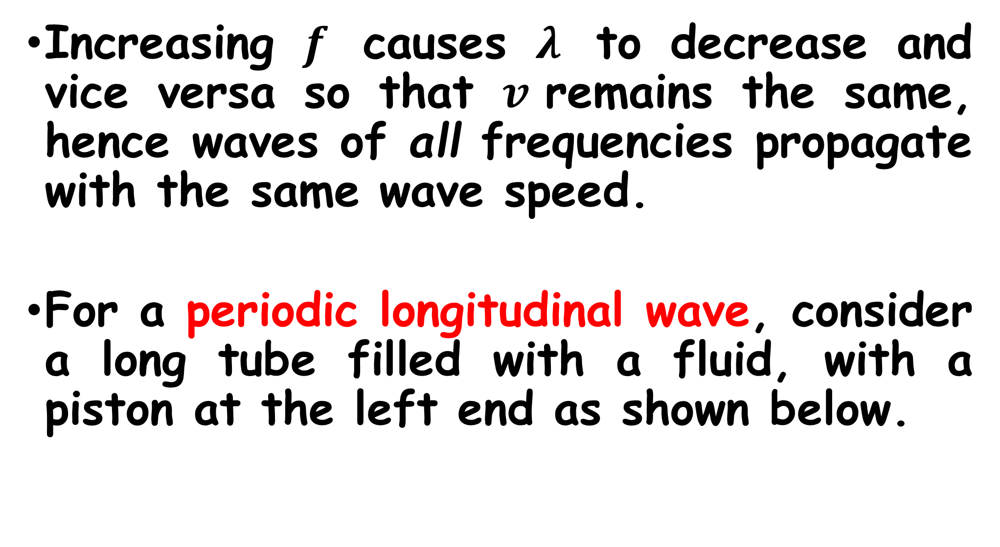 •Increasing f causes λ to decrease and
vice versa so that v remains the same,
hence waves of all frequencies propagate
with the same wave speed.
•For a periodic longitudinal wave, consider
a long tube filled with a fluid, with a
piston at the left end as shown below.